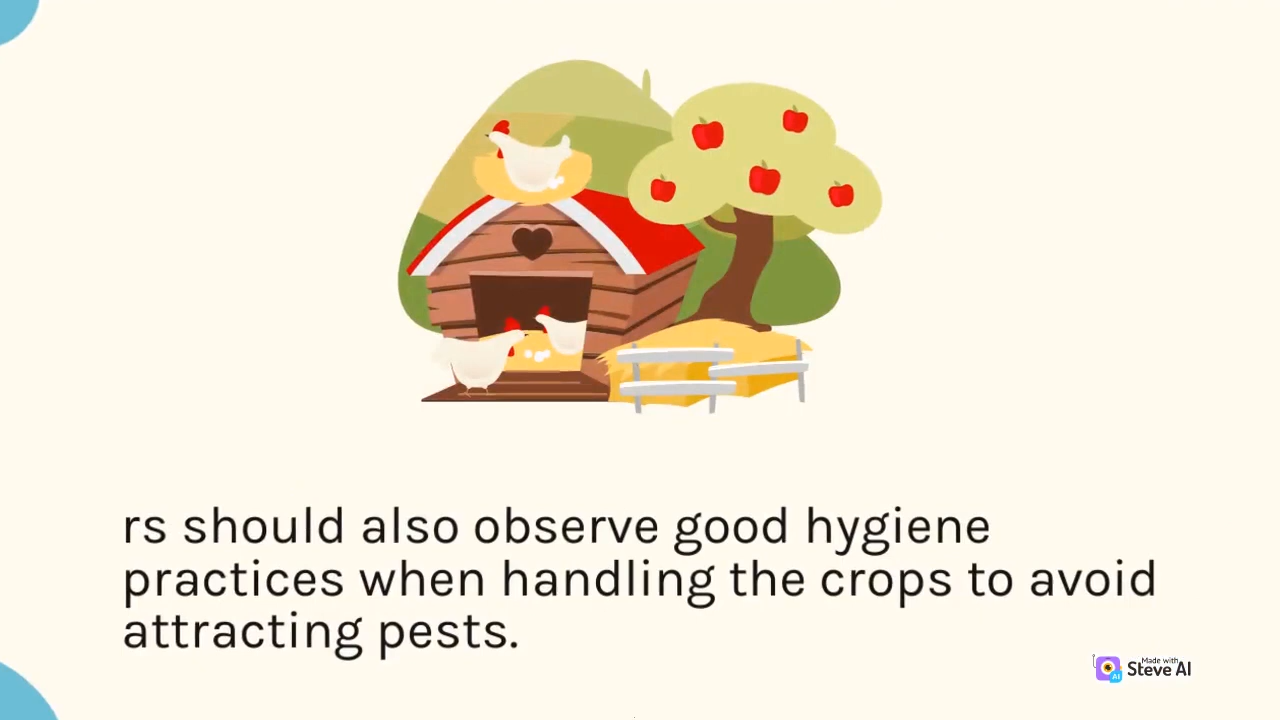 rs should also observe good hygiene
practices when handling the crops to avoid
attracting pests.
Made with
Steve AI
AI